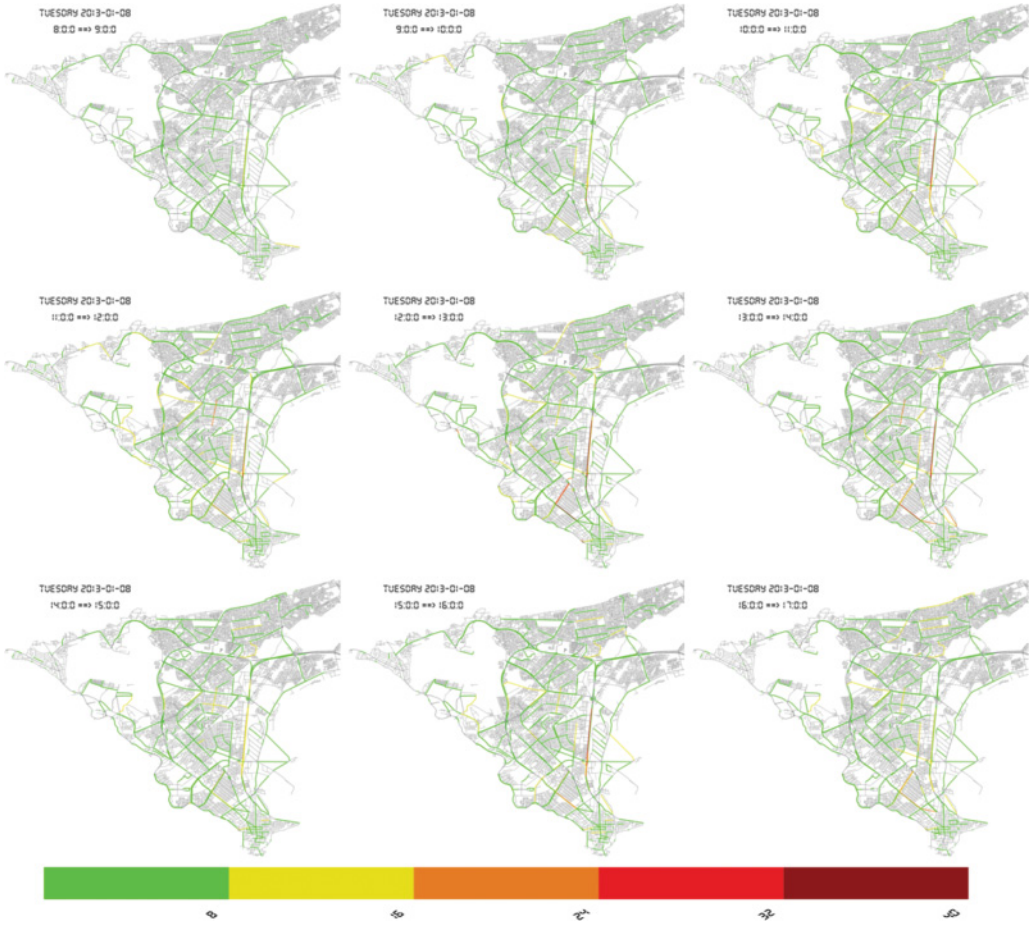 TUESDAY 2013-01-08
8:0:0 ==> 9:0:0
TUESDAY 2013-01-08
9:0:0 ==> 10:0:0
TUESDAY 2013-01-08
10:0:0 ==> 11:0:0
TUESDAY 2013-01-08
11:0:0 ==> 12:0:0
TUESDAY 2013-01-08
12:0:0 ==> 13:0:0
TUESDAY 2013-01-08
13:0:0 ==> 14:0:0
TUESDAY 2013-01-08
14:0:0 ==> 15:0:0
TUESDAY 2013-01-08
15:0:0 ==> 16:0:0
TUESDAY 2013-01-08
16:0:0 ==> 17:0:0
8
16
32